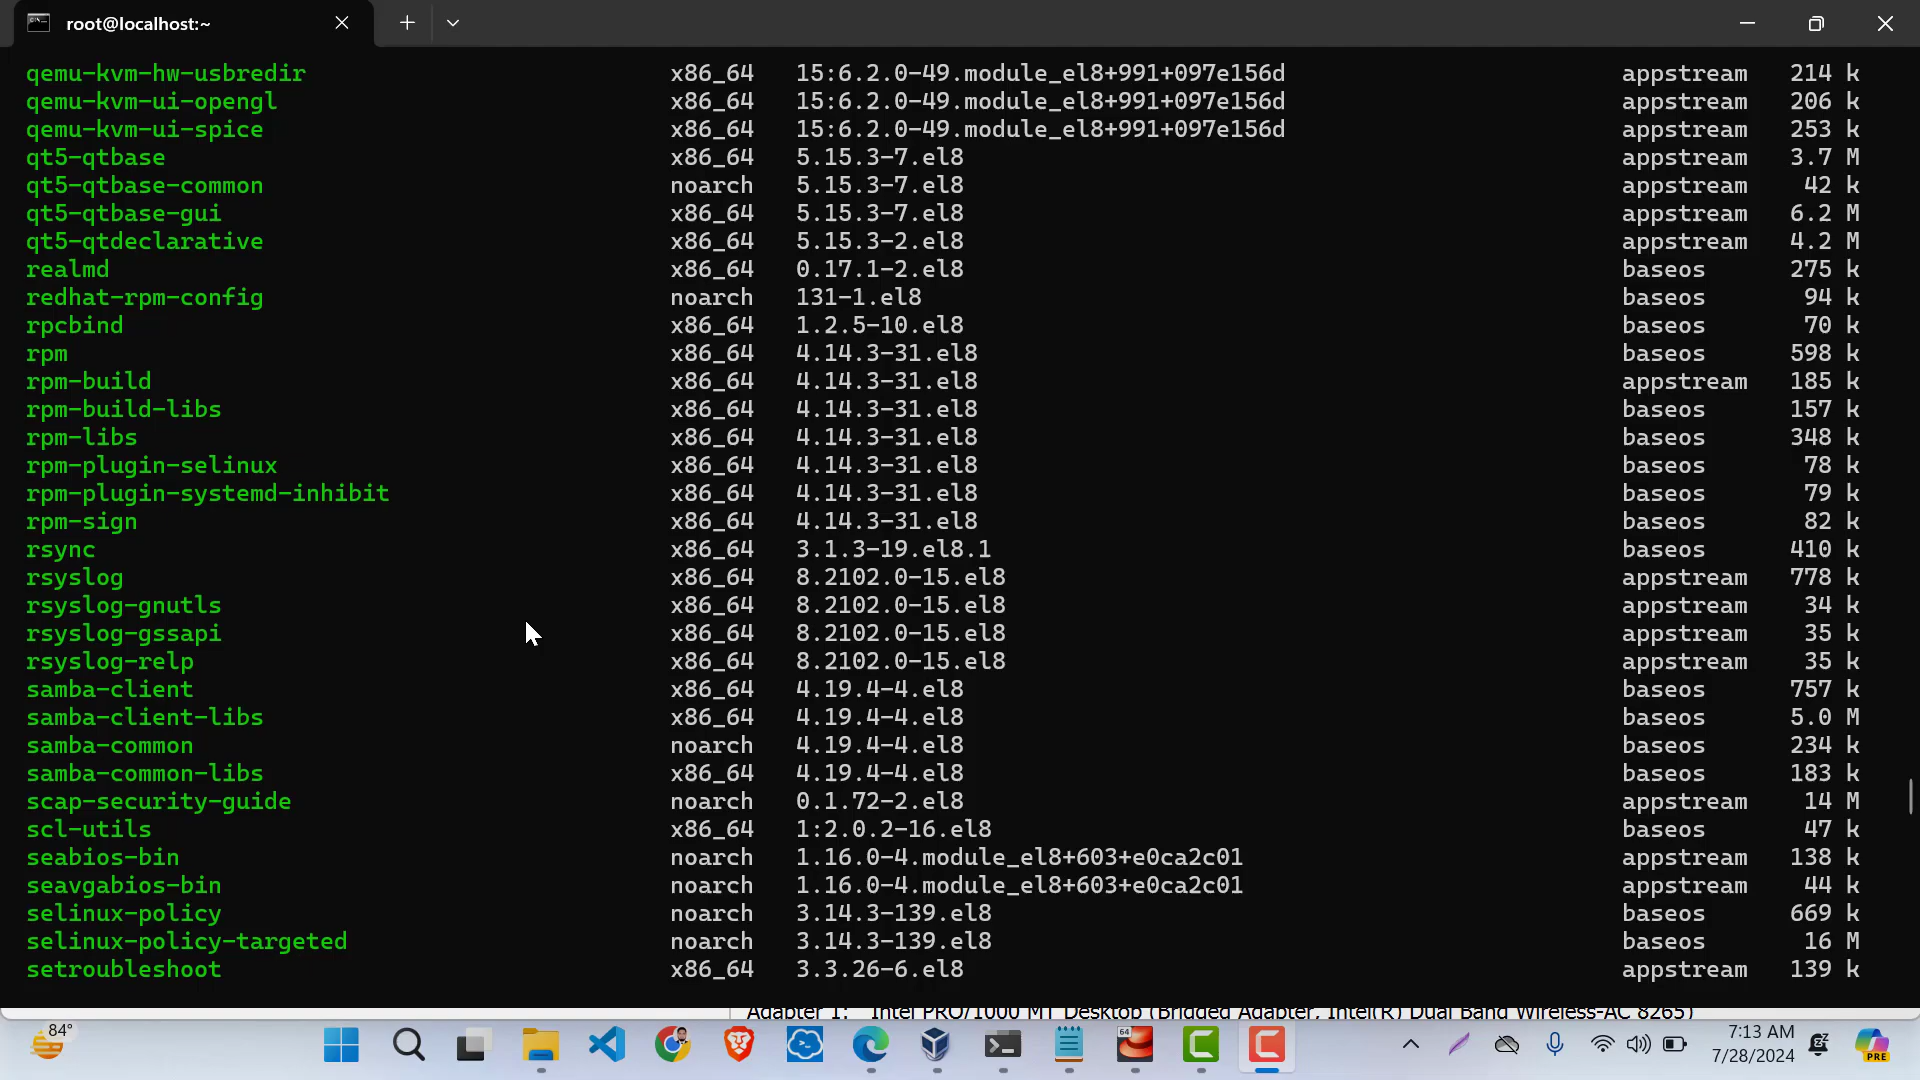 root@localhost:~
qemu-kvm-hw-usbredir x86_64 15:6.2.0-49.module_el8+991+097e156d appstream 214 k
qemu-kvm-ui-opengl x86_64 15:6.2.0-49.module_el8+991+097e156d appstream 206 k
qemu-kvm-ui-spice x86_64 15:6.2.0-49.module_el8+991+097e156d appstream 253 k
qt5-qtbase x86_64 5.15.3-7.el8 appstream 3.7 M
qt5-qtbase-common noarch 5.15.3-7.el8 appstream 42 k
qt5-qtbase-gui x86_64 5.15.3-7.el8 appstream 6.2 M
qt5-qtdeclarative x86_64 5.15.3-2.el8 appstream 4.2 M
realmd x86_64 0.17.1-2.el8 baseos 275 k
redhat-rpm-config noarch 131-1.el8 baseos 94 k
rpcbind x86_64 1.2.5-10.el8 baseos 70 k
rpm x86_64 4.14.3-31.el8 baseos 598 k
rpm-build x86_64 4.14.3-31.el8 appstream 185 k
rpm-build-libs x86_64 4.14.3-31.el8 baseos 157 k
rpm-libs x86_64 4.14.3-31.el8 baseos 348 k
rpm-plugin-selinux x86_64 4.14.3-31.el8 baseos 78 k
rpm-plugin-systemd-inhibit x86_64 4.14.3-31.el8 baseos 79 k
rpm-sign x86_64 4.14.3-31.el8 baseos 82 k
rsync x86_64 3.1.3-19.el8.1 baseos 410 k
rsyslog x86_64 8.2102.0-15.el8 appstream 778 k
rsyslog-gnutls x86_64 8.2102.0-15.el8 appstream 34 k
rsyslog-gssapi x86_64 8.2102.0-15.el8 appstream 35 k
rsyslog-relp x86_64 8.2102.0-15.el8 appstream 35 k
samba-client x86_64 4.19.4-4.el8 baseos 757 k
samba-client-libs x86_64 4.19.4-4.el8 baseos 5.0 M
samba-common noarch 4.19.4-4.el8 baseos 234 k
samba-common-libs x86_64 4.19.4-4.el8 baseos 183 k
scap-security-guide noarch 0.1.72-2.el8 appstream 14 M
scl-utils x86_64 1:2.0.2-16.el8 baseos 47 k
seabios-bin noarch 1.16.0-4.module_el8+603+e0ca2c01 appstream 138 k
seavgabios-bin noarch 1.16.0-4.module_el8+603+e0ca2c01 appstream 44 k
selinux-policy noarch 3.14.3-139.el8 baseos 669 k
selinux-policy-targeted noarch 3.14.3-139.el8 baseos 16 M
setroubleshoot x86_64 3.3.26-6.el8 appstream 139 k
Adapter 1: Intel PRO/1000 MT Desktop (Bridged Adapter, Intel(R) Dual Band Wireless-AC 8265)
84°
64
7:13 AM
7/28/2024
PRE